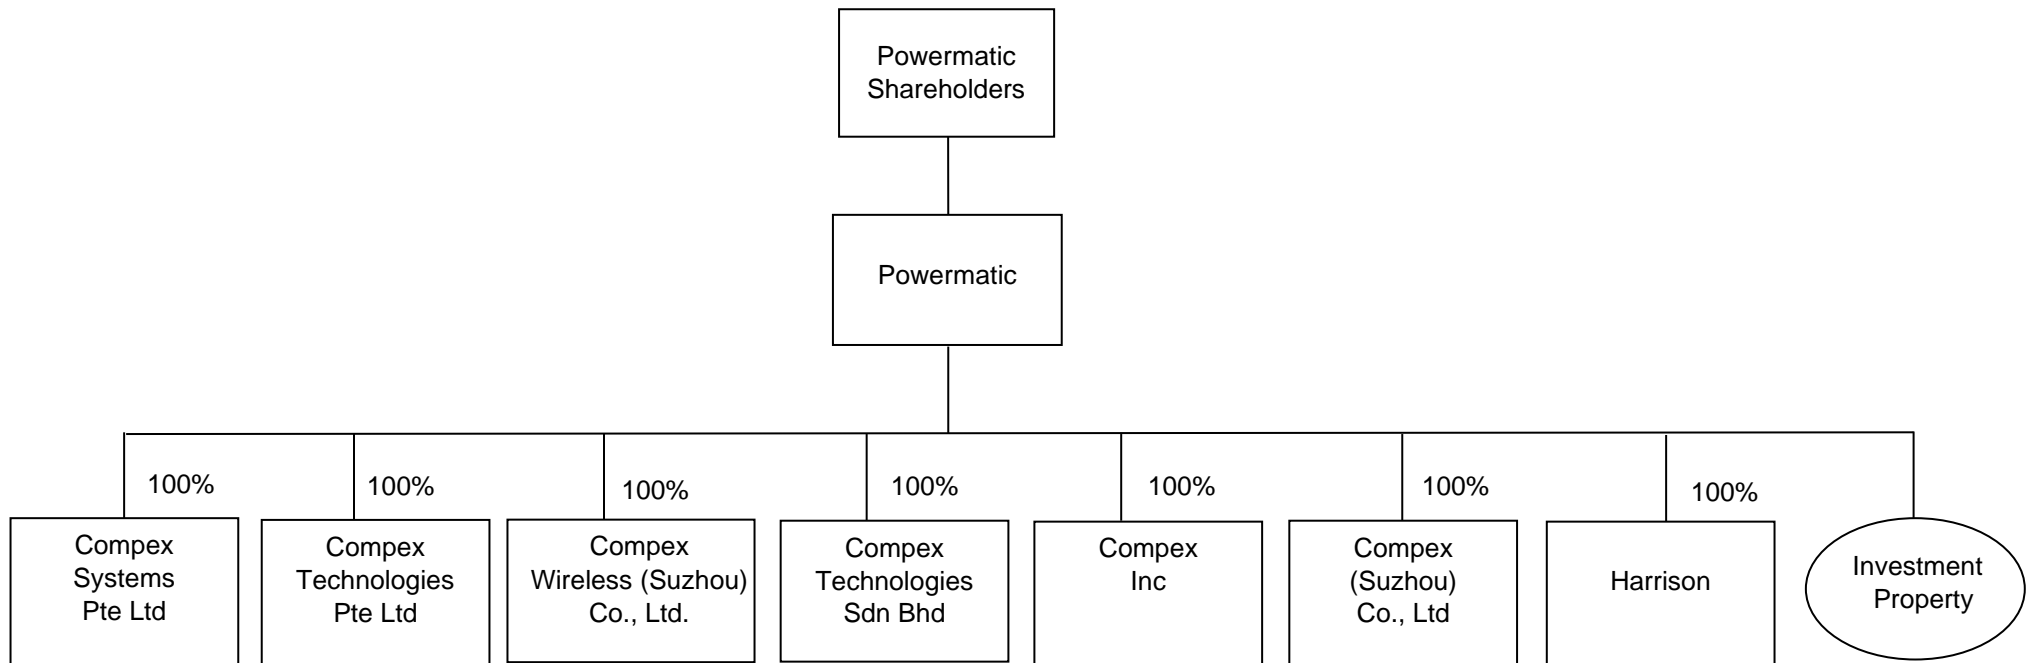 Powermatic
Shareholders
Powermatic
100%
100%
100%
100%
100%
100%
100%
Compex
Systems
Pte Ltd
Compex
Technologies
Pte Ltd
Compex
Wireless (Suzhou)
Co., Ltd.
Compex
Technologies
Sdn Bhd
Compex
Inc
Compex
(Suzhou)
Co., Ltd
Harrison
Investment
Property